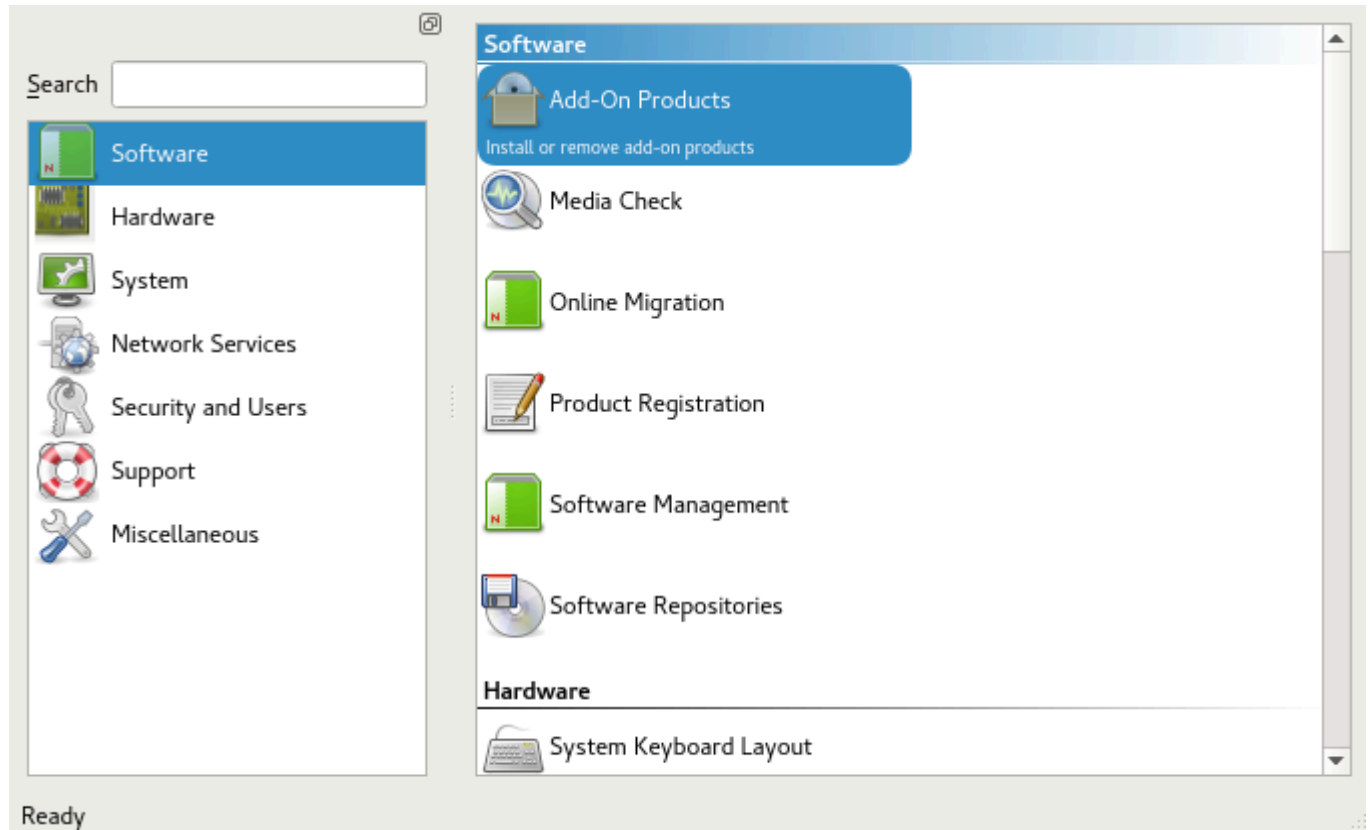 Search
Software
Hardware
System
Network Services
Security and Users
Support
Miscellaneous
Software
Add-On Products
Install or remove add-on products
Media Check
Online Migration
Product Registration
Software Management
Software Repositories
Hardware
System Keyboard Layout
Ready